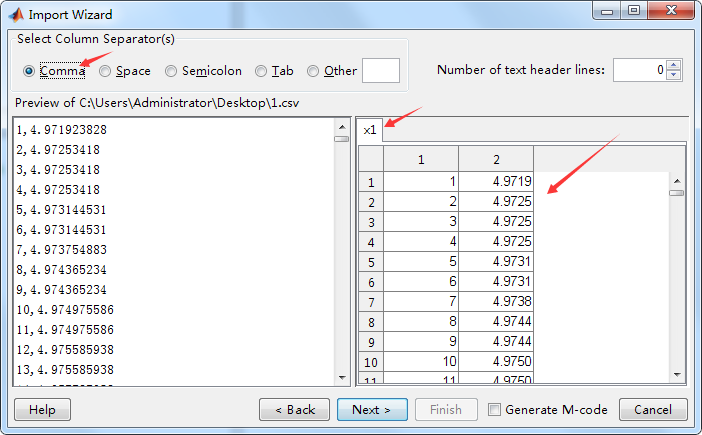 Import Wizard
Select Column Separator(s)
Comma Space Semicolon Tab Other
Number of text header lines: 0
Preview of C:\Users\Administrator\Desktop\1.csv
1,4.971923828
2,4.97253418
3,4.97253418
4,4.97253418
5,4.973144531
6,4.973144531
7,4.973754883
8,4.974365234
9,4.974365234
10,4.974975586
11,4.974975586
12,4.975585938
13,4.975585938
x1
1 2
1 1 4.9719
2 2 4.9725
3 3 4.9725
4 4 4.9725
5 5 4.9731
6 6 4.9731
7 7 4.9738
8 8 4.9744
9 9 4.9744
10 10 4.9750
11 11 4.9750
Help < Back Next > Finish Generate M-code Cancel